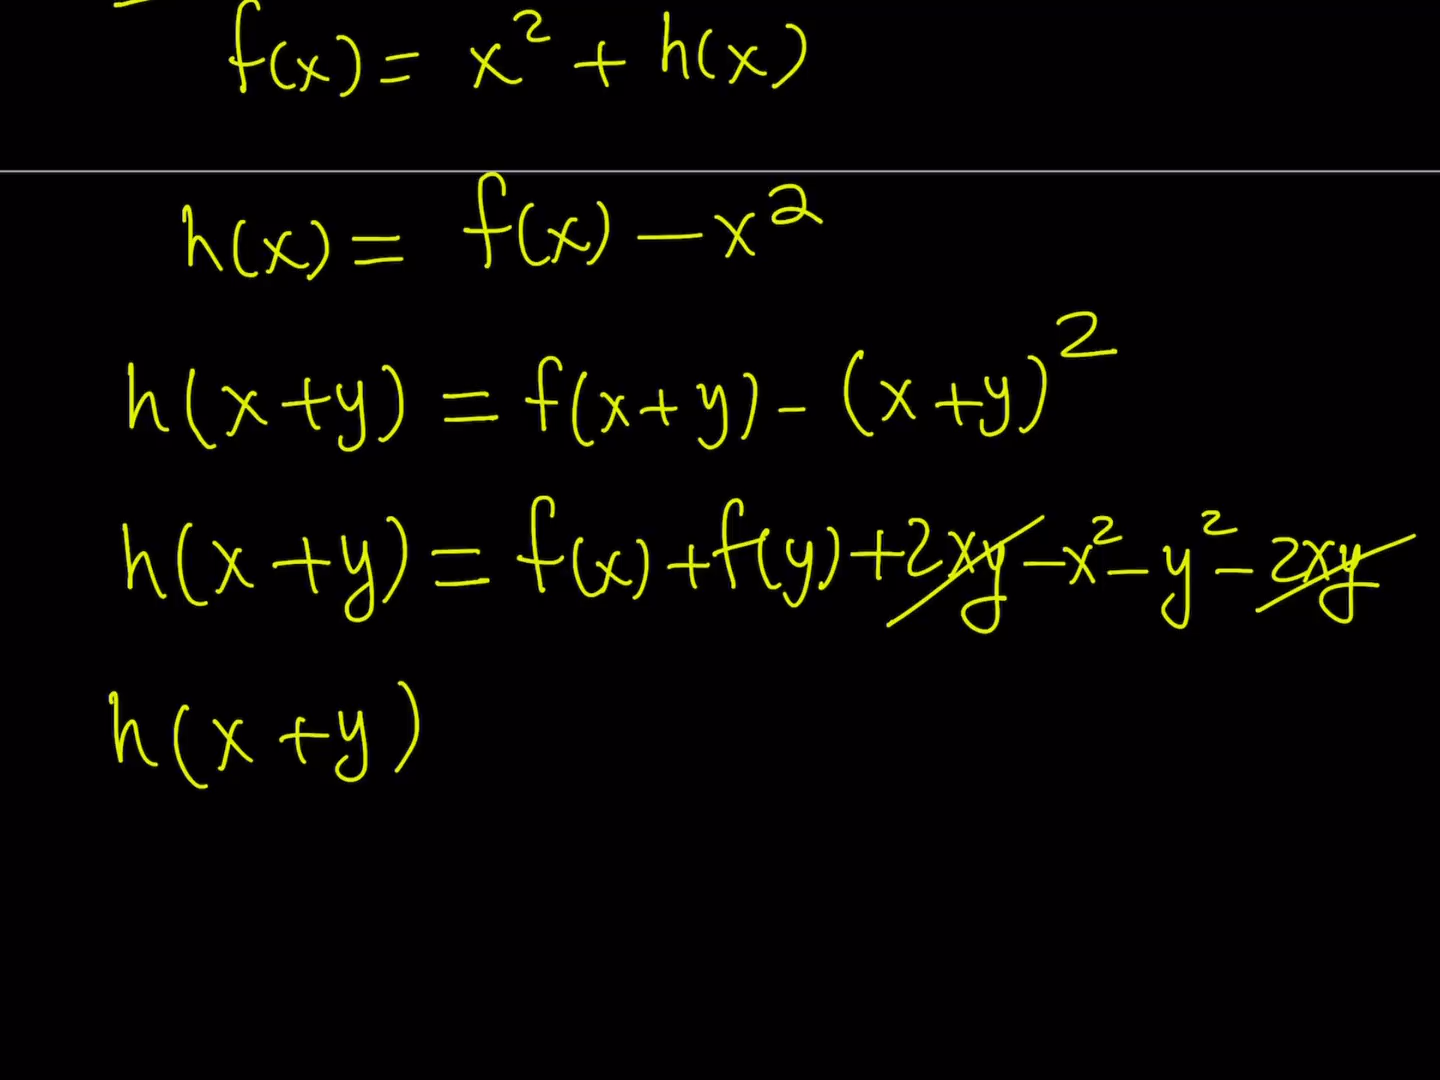 f(x) = x² + h(x)
h(x) = f(x) - x²
h(x+y) = f(x+y) - (x+y)²
h(x+y) = f(x) + f(y) + 2xy - x² - y² - 2xy
h(x+y)